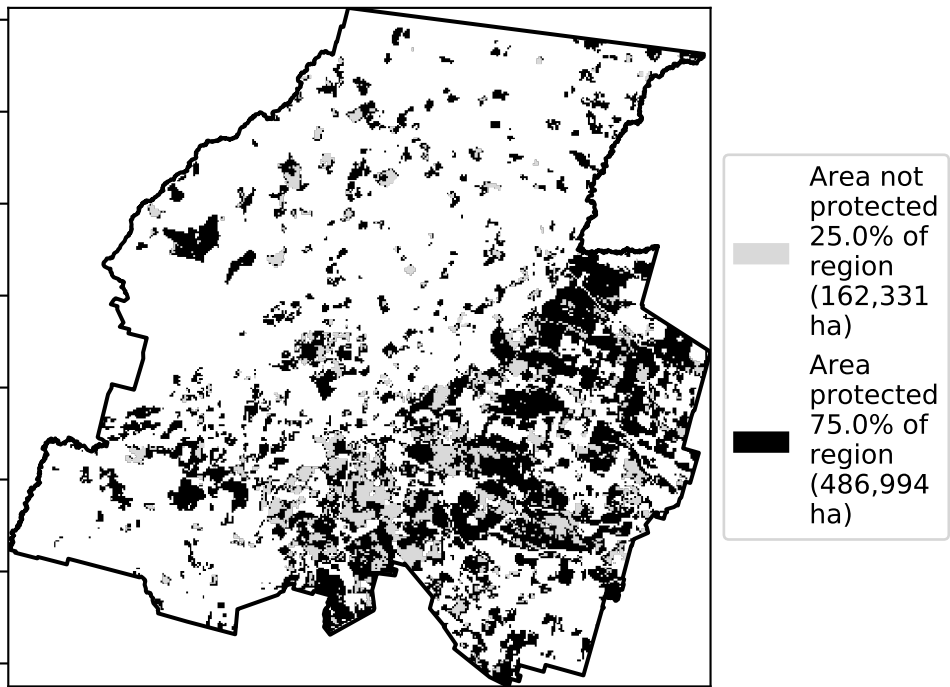 Area not
protected
25.0% of
region
(162,331
ha)
Area
protected
75.0% of
region
(486,994
ha)